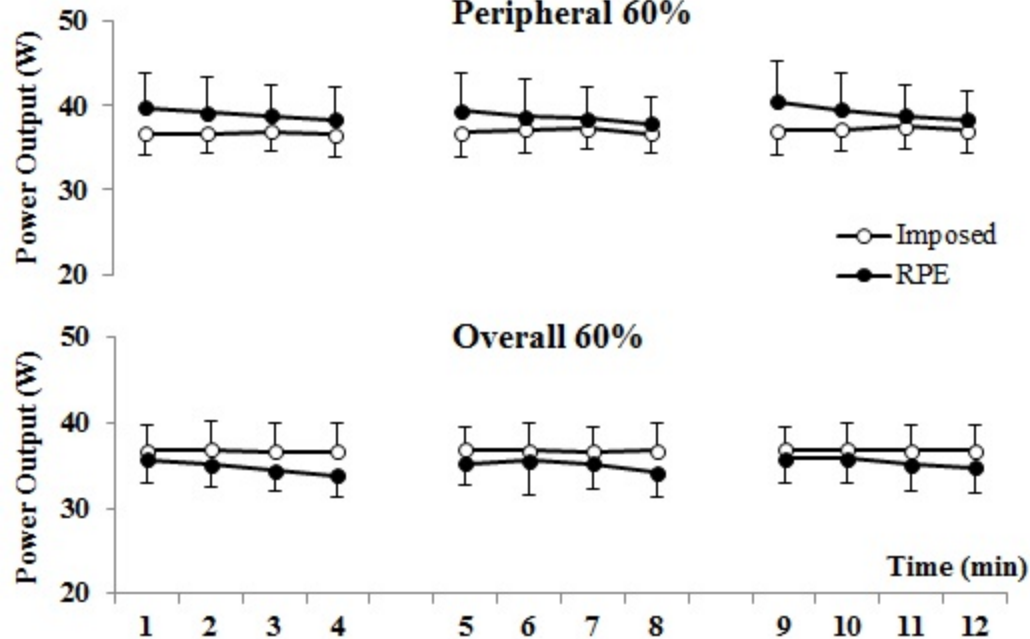 Peripheral 60%
Power Output (W)
50
40
30
20
Imposed
RPE
Overall 60%
Power Output (W)
50
40
30
20
Time (min)
1 2 3 4 5 6 7 8 9 10 11 12